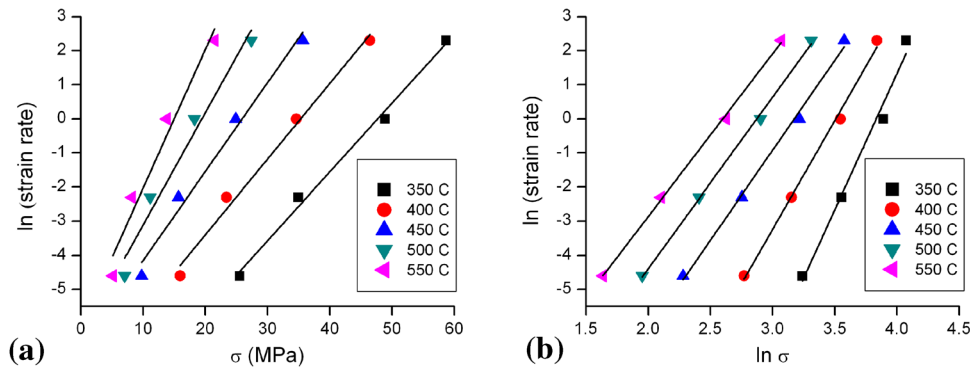 (a)
ln (strain rate)
3
2
1
0
-1
-2
-3
-4
-5
0 10 20 30 40 50 60
σ (MPa)
350 C
400 C
450 C
500 C
550 C
(b)
ln (strain rate)
3
2
1
0
-1
-2
-3
-4
-5
1.5 2.0 2.5 3.0 3.5 4.0 4.5
ln σ
350 C
400 C
450 C
500 C
550 C